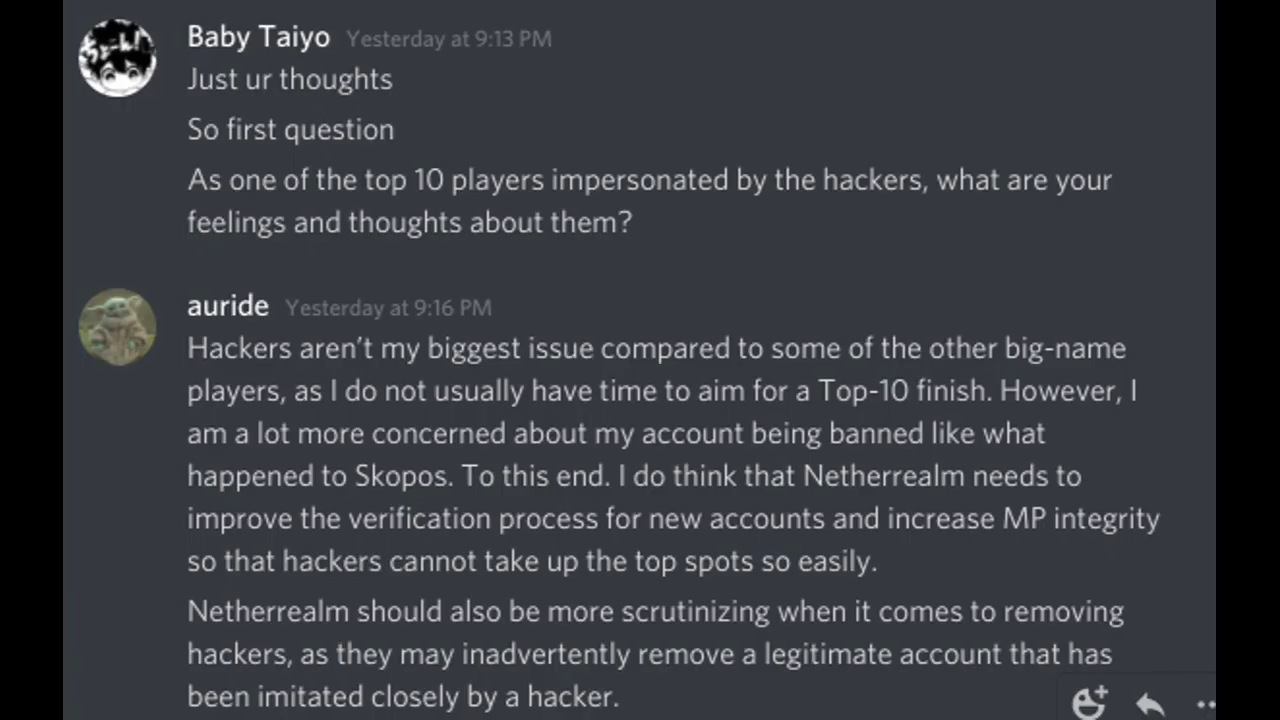 Baby Taiyo Yesterday at 9:13 PM
Just ur thoughts
So first question
As one of the top 10 players impersonated by the hackers, what are your
feelings and thoughts about them?
auride Yesterday at 9:16 PM
Hackers aren't my biggest issue compared to some of the other big-name
players, as I do not usually have time to aim for a Top-10 finish. However, I
am a lot more concerned about my account being banned like what
happened to Skopos. To this end. I do think that Netherrealm needs to
improve the verification process for new accounts and increase MP integrity
so that hackers cannot take up the top spots so easily.
Netherrealm should also be more scrutinizing when it comes to removing
hackers, as they may inadvertently remove a legitimate account that has
been imitated closely by a hacker.